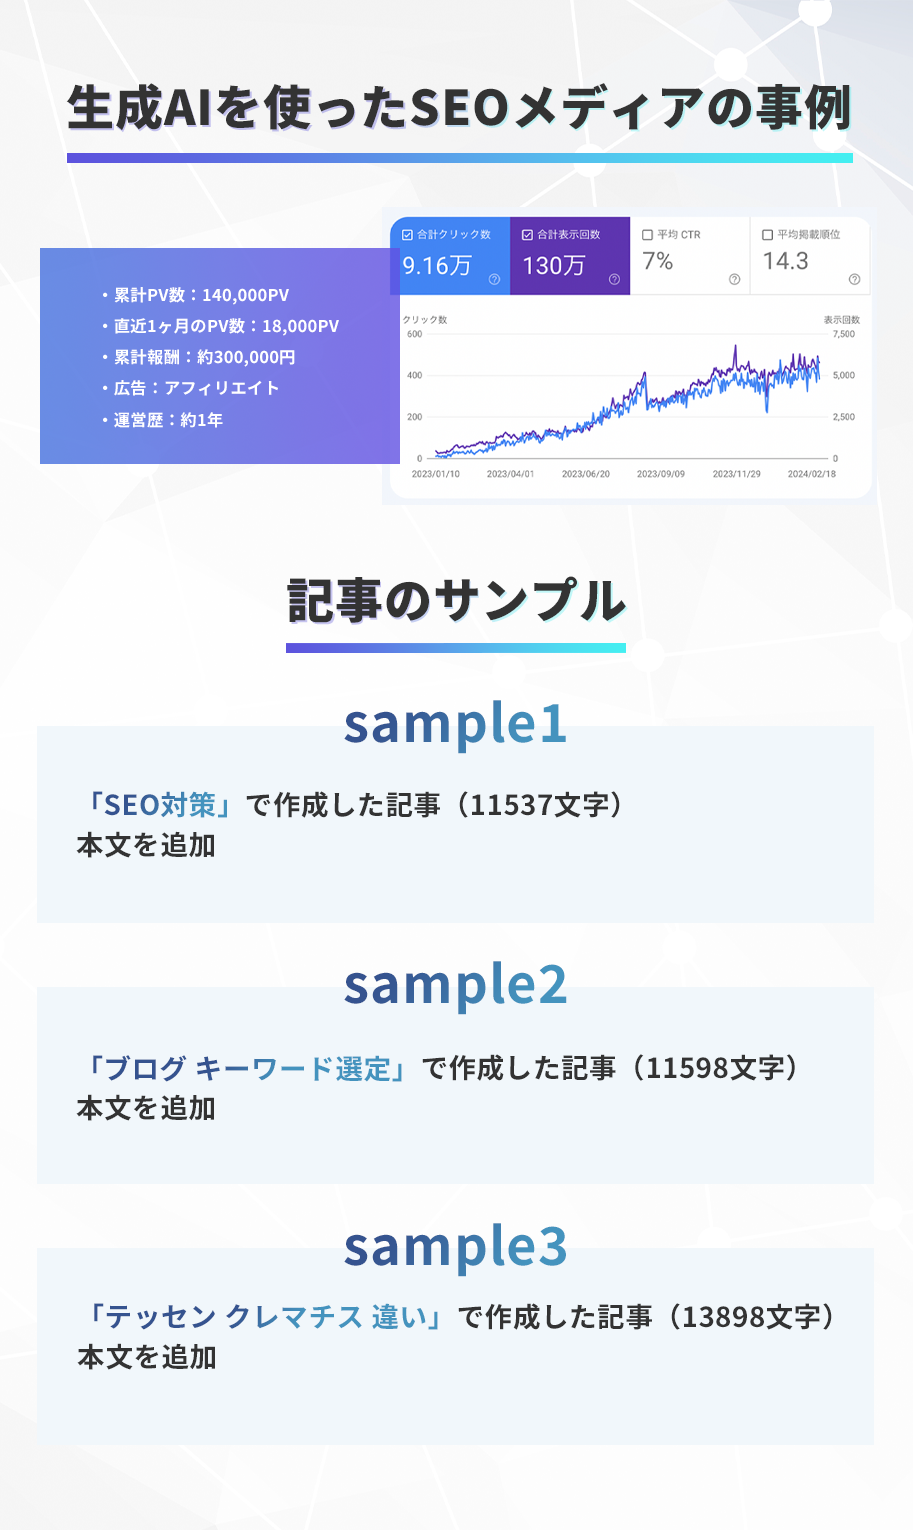 生成AIを使ったSEOメディアの事例
・累計PV数：140,000PV
・直近1ヶ月のPV数：18,000PV
・累計報酬：約300,000円
・広告：アフィリエイト
・運営歴：約1年
合計クリック数
9.16万
合計表示回数
130万
平均 CTR
7%
平均掲載順位
14.3
クリック数
表示回数
600
7,500
400
5,000
200
2,500
0
0
2023/01/10 2023/04/01 2023/06/20 2023/09/09 2023/11/29 2024/02/18
記事のサンプル
sample1
「SEO対策」で作成した記事（11537文字）
本文を追加
sample2
「ブログ キーワード選定」で作成した記事（11598文字）
本文を追加
sample3
「テッセン クレマチス 違い」で作成した記事（13898文字）
本文を追加